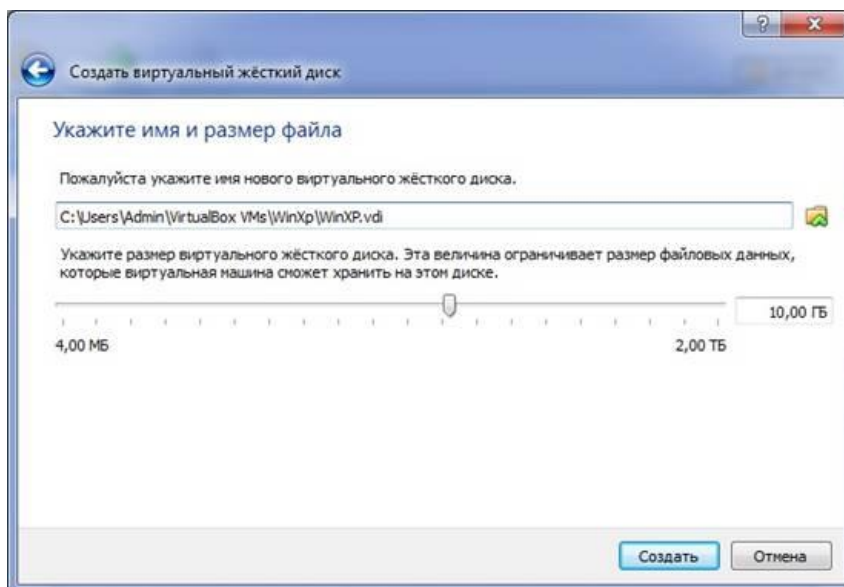 Создать виртуальный жёсткий диск
Укажите имя и размер файла
Пожалуйста укажите имя нового виртуального жёсткого диска.
C:\Users\Admin\VirtualBox VMs\WinXp\WinXP.vdi
Укажите размер виртуального жёсткого диска. Эта величина ограничивает размер файловых данных,
которые виртуальная машина сможет хранить на этом диске.
10,00 ГБ
4,00 МБ 2,00 ТБ
Создать Отмена